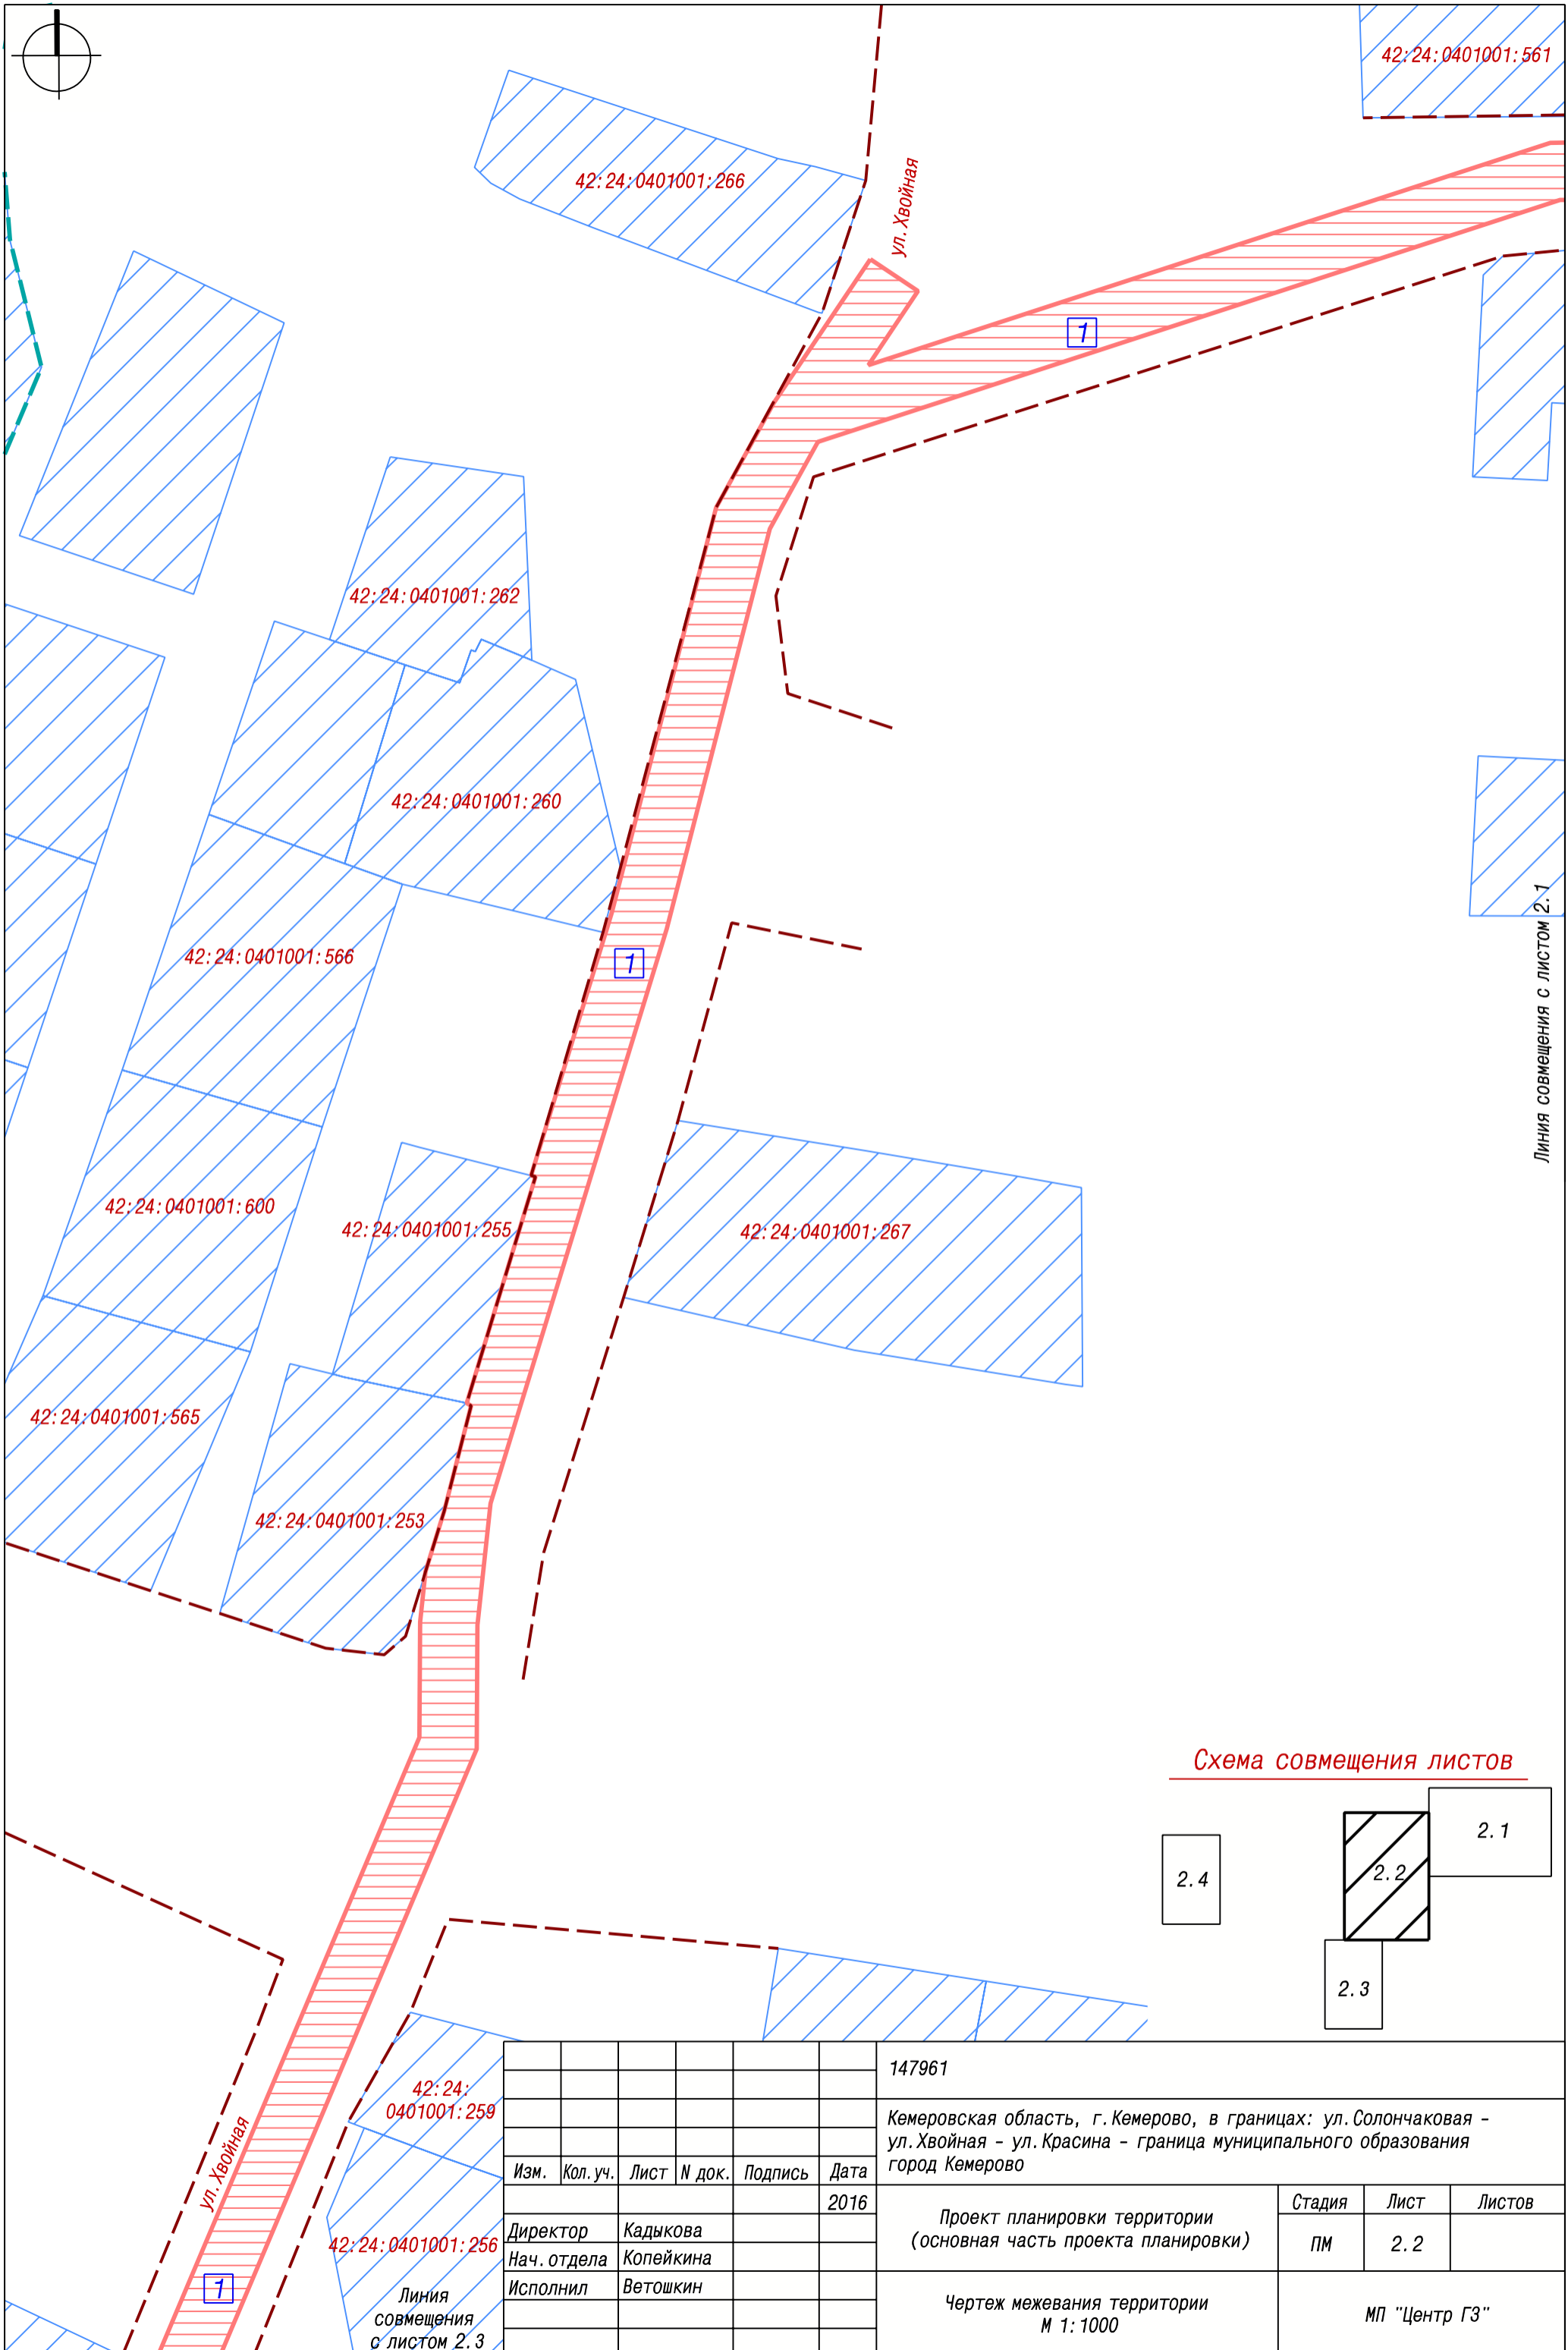 42:24:0401001:561
42:24:0401001:266
ул.Хвойная
1
42:24:0401001:262
42:24:0401001:260
Линия совмещения с листом 2.1
42:24:0401001:566
1
42:24:0401001:600
42:24:0401001:255
42:24:0401001:267
42:24:0401001:565
42:24:0401001:253
Схема совмещения листов
2.1
2.2
2.4
2.3
42:24:
0401001:259
ул.Хвойная
42:24:0401001:256
1
Линия
совмещения
с листом 2.3
147961
Кемеровская область, г.Кемерово, в границах: ул.Солончаковая -
ул.Хвойная - ул.Красина - граница муниципального образования
город Кемерово
Изм. Кол.уч. Лист N док. Подпись Дата
2016
Директор Кадыкова
Нач.отдела Копейкина
Исполнил Ветошкин
Проект планировки территории
(основная часть проекта планировки)
Стадия Лист Листов
ПМ 2.2
Чертеж межевания территории
М 1:1000
МП "Центр ГЗ"